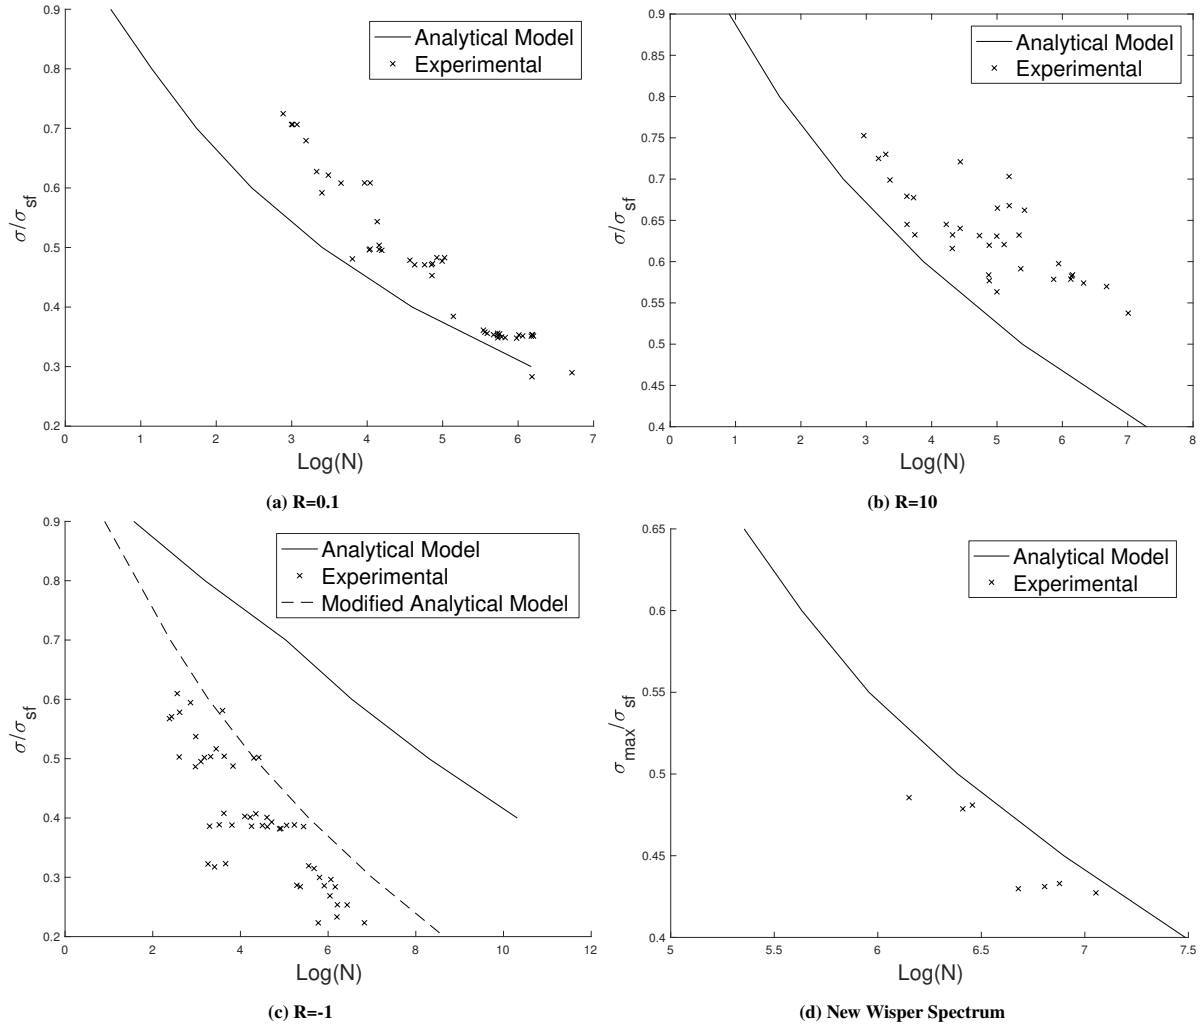 0.9
0.8
0.7
0.6
0.5
0.4
0.3
0.2
σ/σsf
0 1 2 3 4 5 6 7
Log(N)
Analytical Model
Experimental
(a) R=0.1
0.9
0.85
0.8
0.75
0.7
0.65
0.6
0.55
0.5
0.45
0.4
σ/σsf
0 1 2 3 4 5 6 7 8
Log(N)
Analytical Model
Experimental
(b) R=10
0.9
0.8
0.7
0.6
0.5
0.4
0.3
0.2
σ/σsf
0 2 4 6 8 10 12
Log(N)
Analytical Model
Experimental
Modified Analytical Model
(c) R=-1
0.65
0.6
0.55
0.5
0.45
0.4
σmax/σsf
5 5.5 6 6.5 7 7.5
Log(N)
Analytical Model
Experimental
(d) New Wisper Spectrum